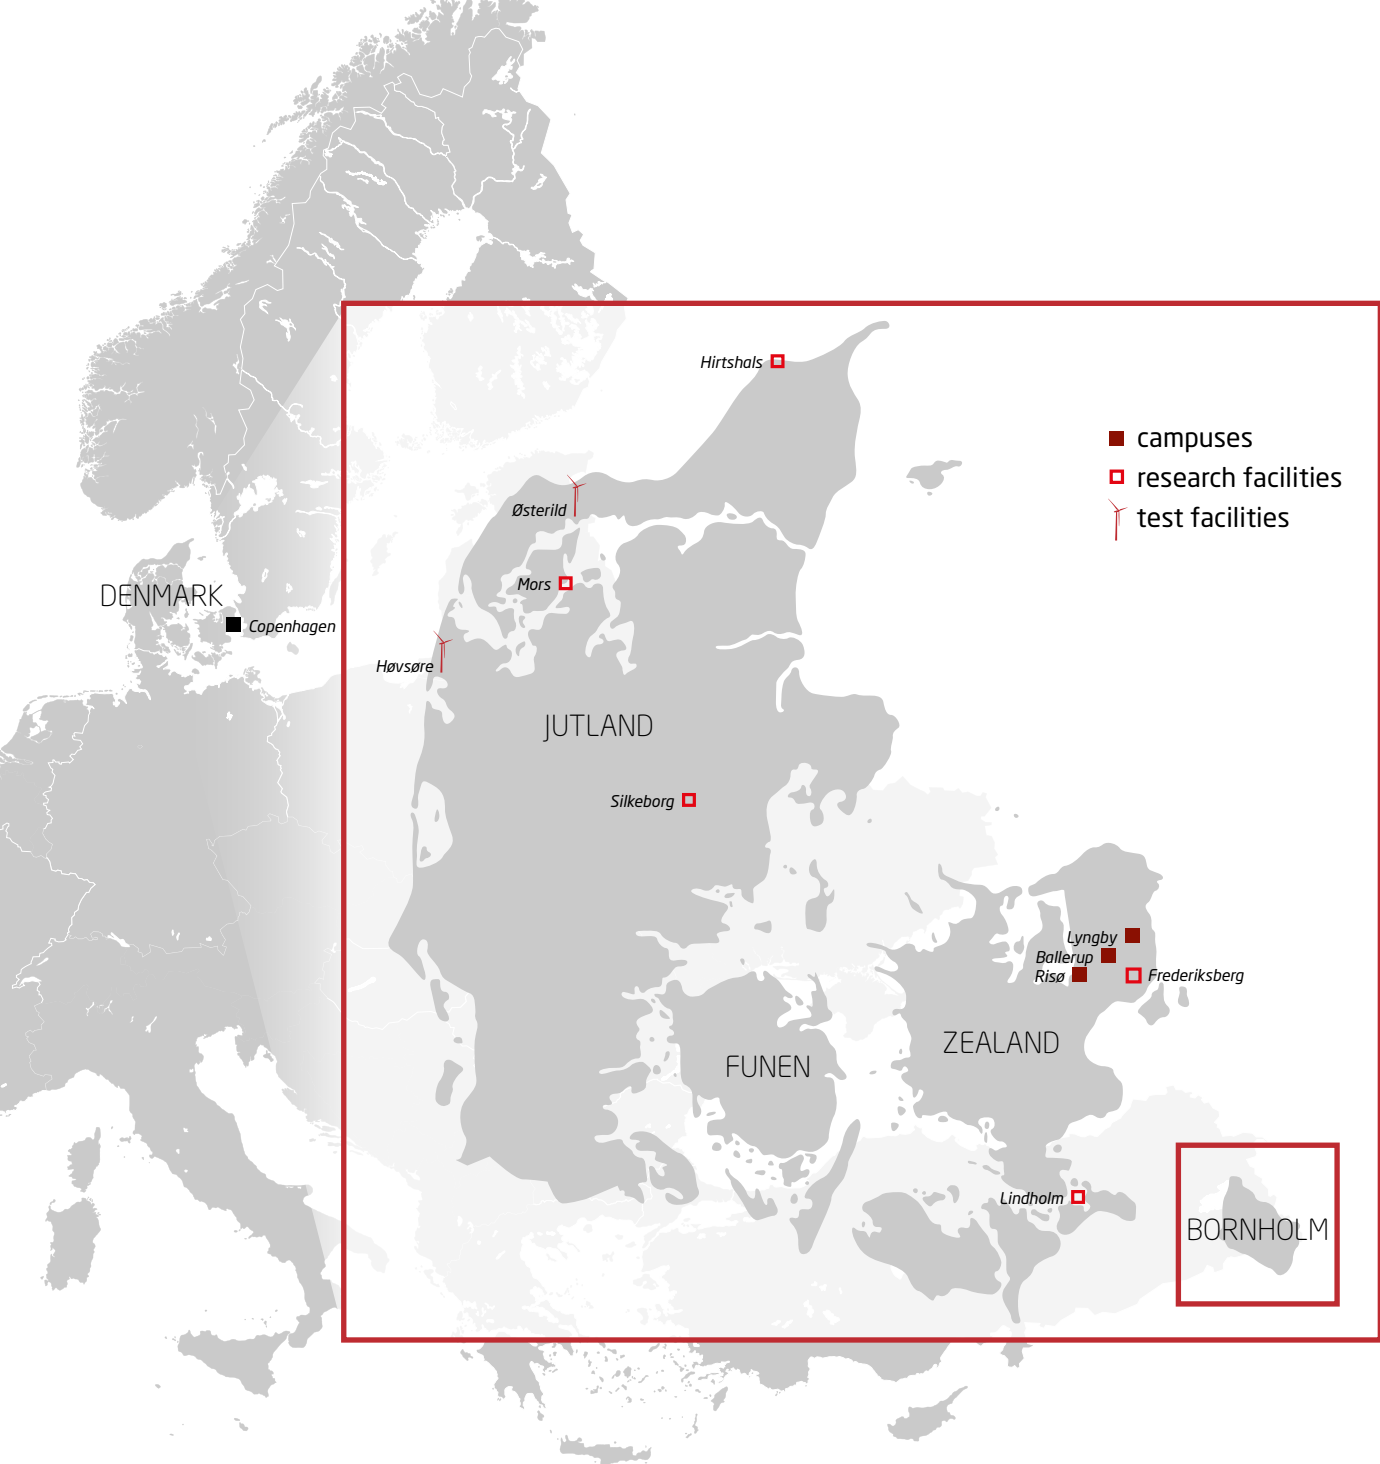 Hirtshals
campuses
research facilities
test facilities
Østerild
Mors
DENMARK
Copenhagen
Høvsøre
JUTLAND
Silkeborg
Lyngby
Ballerup
Risø
Frederiksberg
ZEALAND
FUNEN
Lindholm
BORNHOLM